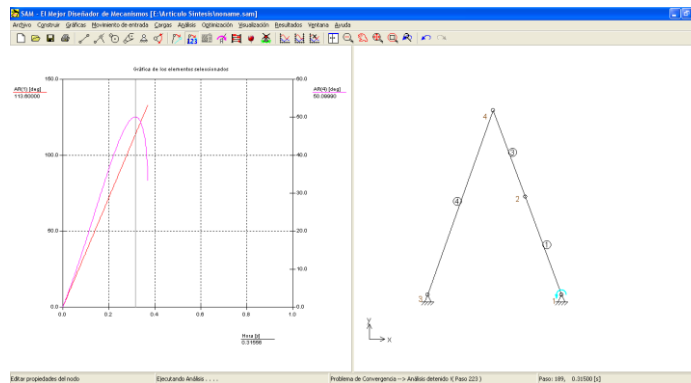 SAM - El Mejor Diseñador de Mecanismos [E:\Articulo Sintesis\noname.sam]
Archivo Construir Gráficas Movimiento de entrada Cargas Análisis Optimización Visualización Resultados Ventana Ayuda
123
Gráfica de los elementos seleccionados
150.0
60.0
AR(1) [deg]
113.60000
AR(4) [deg]
50.09990
50.0
100.0
40.0
30.0
50.0
20.0
10.0
0.0
0.0
0.0
0.2
0.4
0.6
0.8
1.0
Hora [s]
4
3
4
2
1
3
1
Y
X
Editar propiedades del nodo
Ejecutando Análisis . . . .
Problema de Convergencia --> Análisis detenido !( Paso 223 )
Paso: 189, 0.31500 [s]